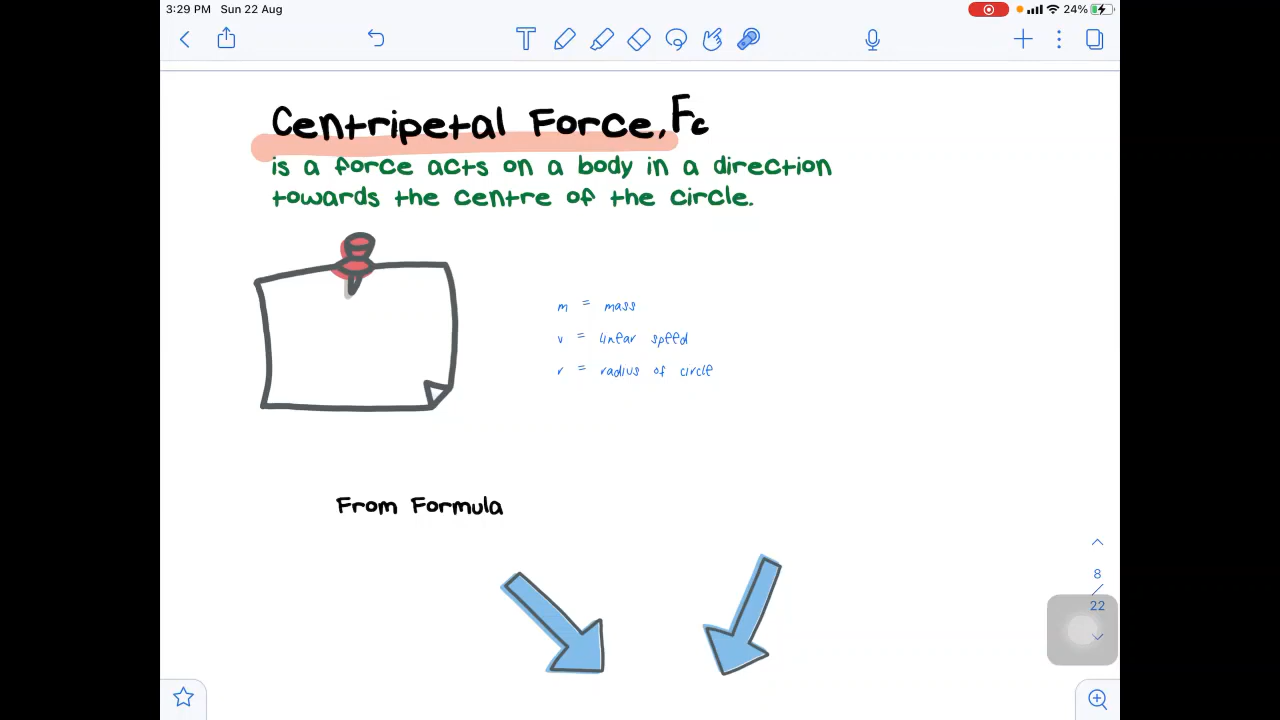 3:29 PM Sun 22 Aug
24%
T
Centripetal Force, Fc
is a force acts on a body in a direction
towards the centre of the circle.
m = mass
v = linear speed
r = radius of circle
From Formula
8
/
22